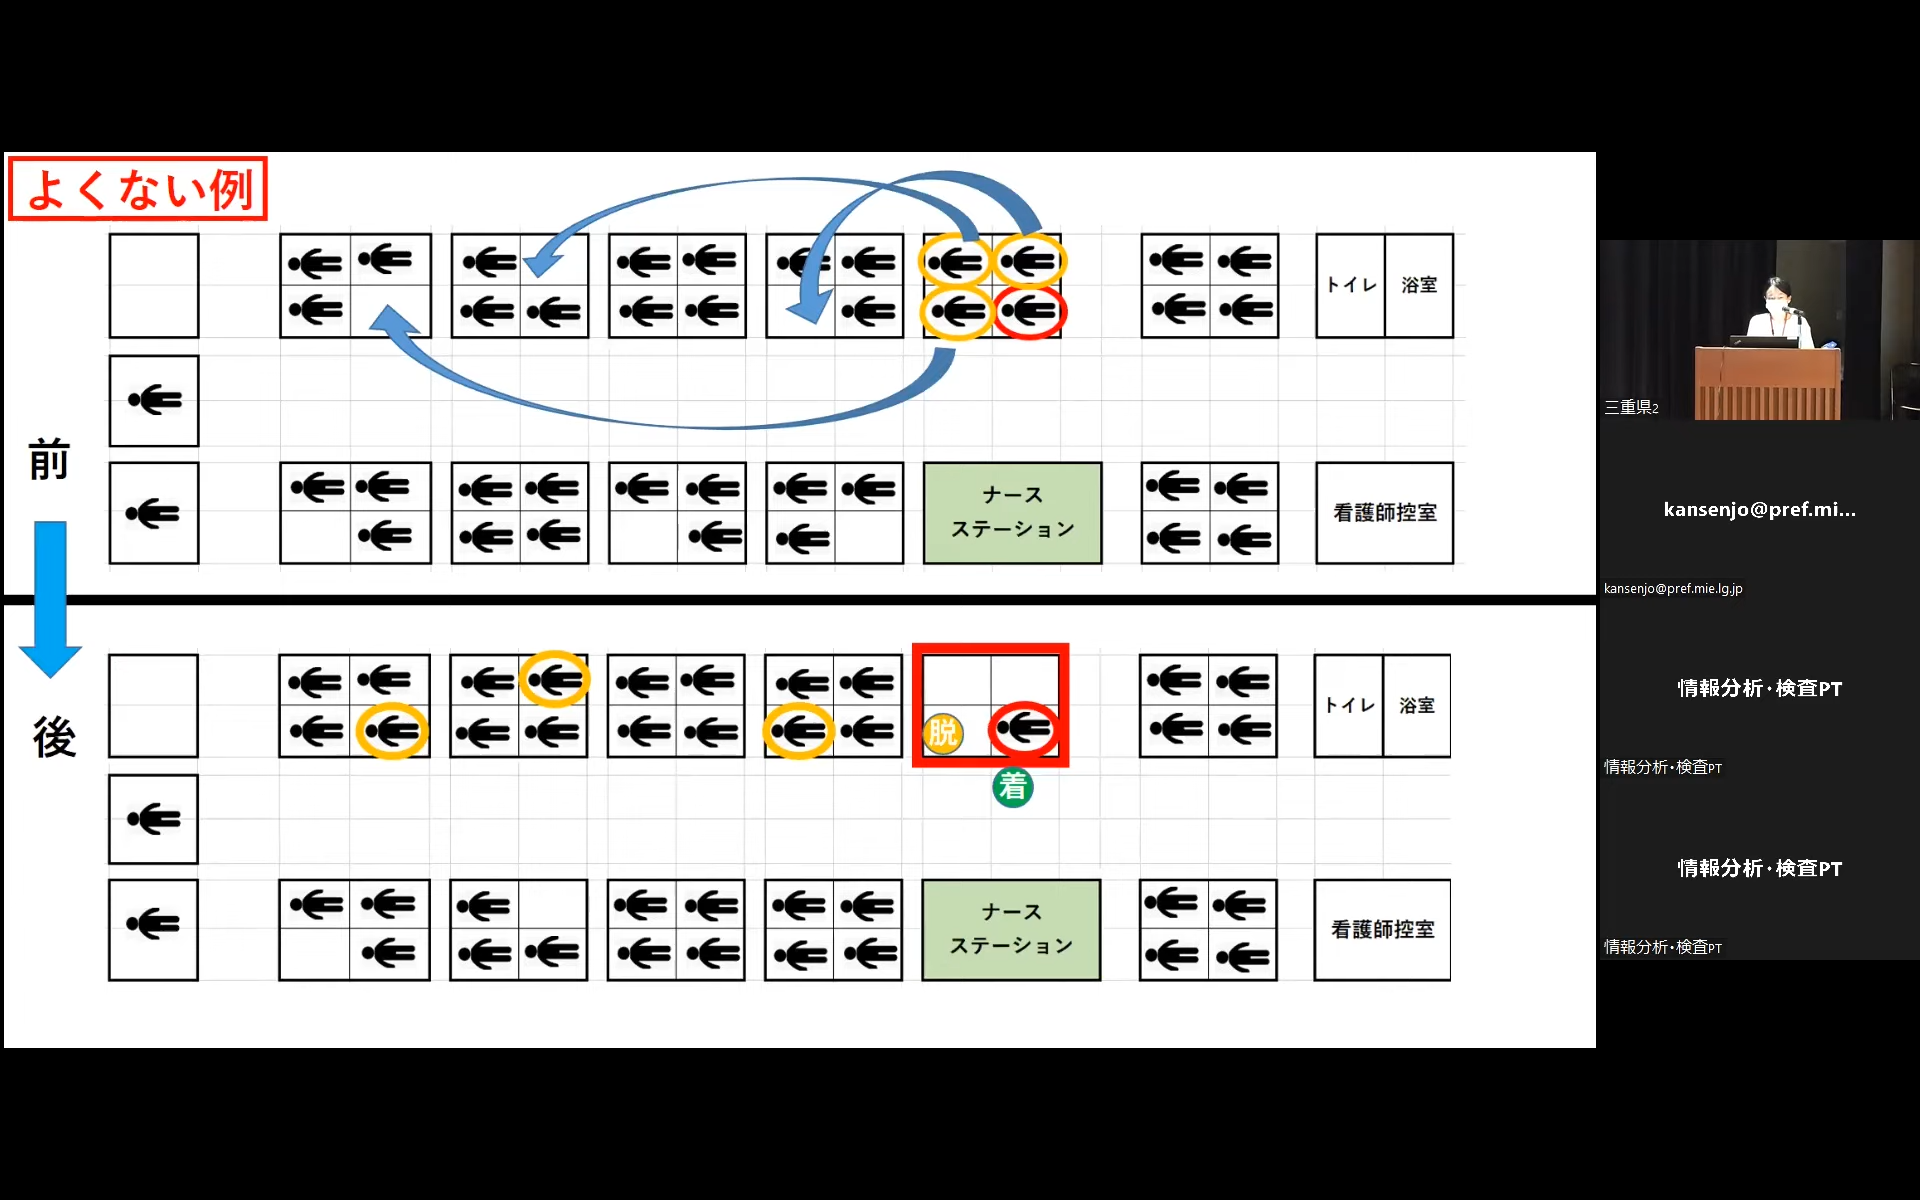 よくない例
トイレ
浴室
前
ナース
ステーション
看護師控室
脱
トイレ
浴室
後
着
ナース
ステーション
看護師控室
三重県2
kansenjo@pref.mi...
kansenjo@pref.mie.lg.jp
情報分析・検査PT
情報分析・検査PT
情報分析・検査PT
情報分析・検査PT